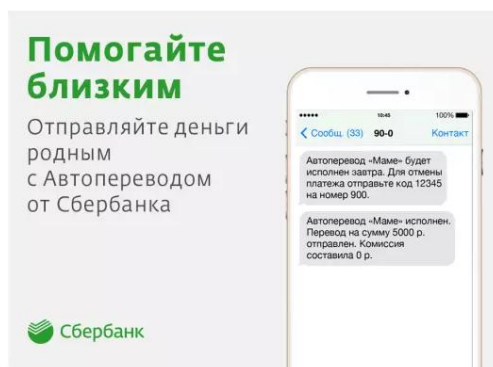 Помогайте
близким
Отправляйте деньги
родным
с Автопереводом
от Сбербанка
10:45
100%
Сообщ. (33)
90-0
Контакт
Автоперевод «Маме» будет
исполнен завтра. Для отмены
платежа отправьте код 12345
на номер 900.
Автоперевод «Маме» исполнен.
Перевод на сумму 5000 р.
отправлен. Комиссия
составила 0 р.
Сбербанк